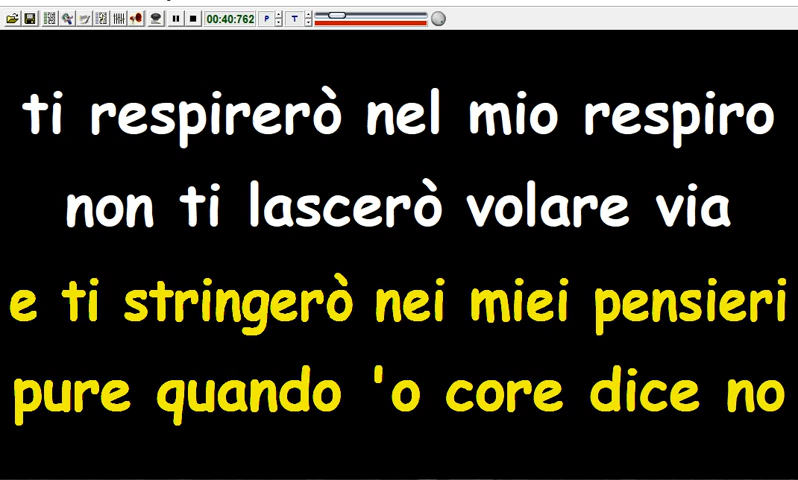 00:40:762 P T
ti respirerò nel mio respiro
non ti lascerò volare via
e ti stringerò nei miei pensieri
pure quando 'o core dice no